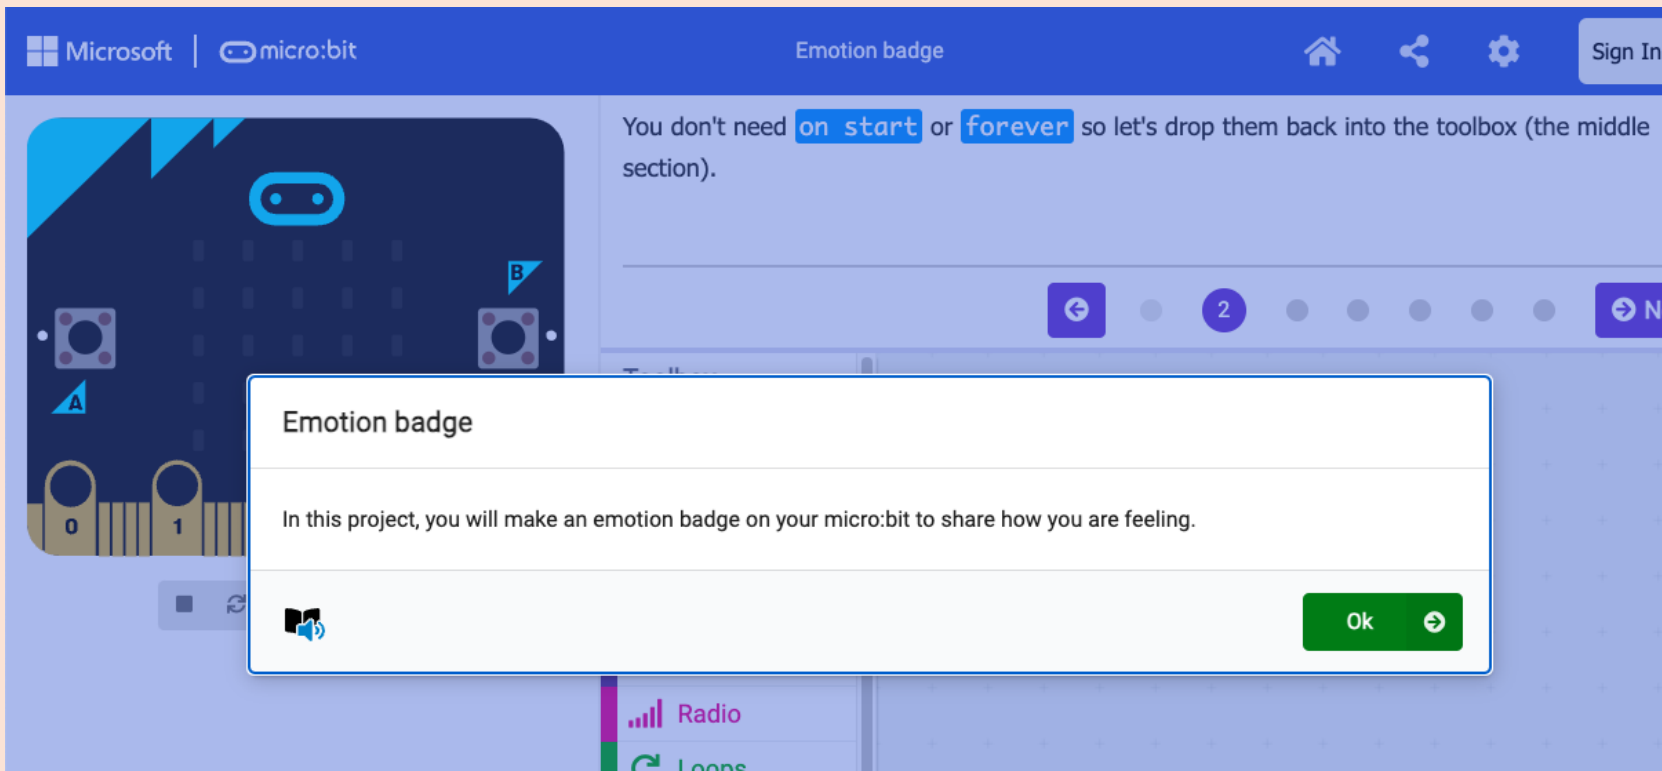 Microsoft
micro:bit
Emotion badge
Sign In
You don't need on start or forever so let's drop them back into the toolbox (the middle
section).
2
B
A
0
1
Emotion badge
In this project, you will make an emotion badge on your micro:bit to share how you are feeling.
Ok
Radio
Loops